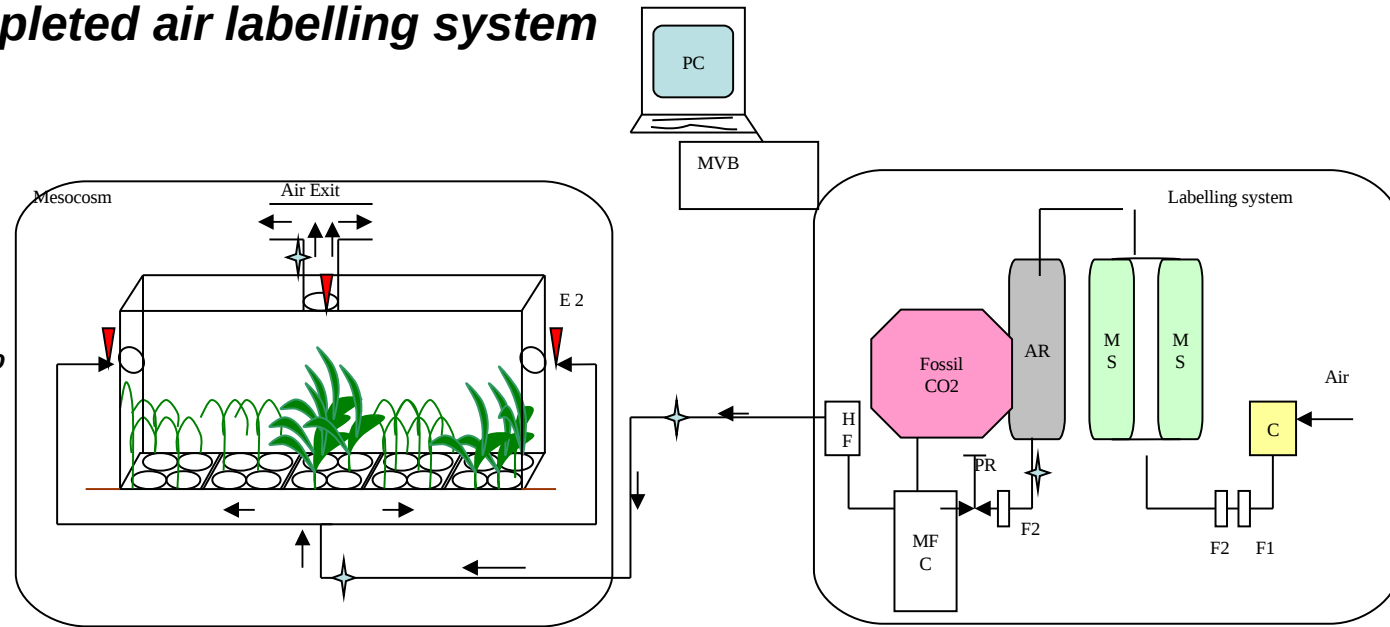 pleted air labelling system
PC
MVB
Mesocosm
Air Exit
Labelling system
E 2
Fossil
CO2
AR
M
S
M
S
Air
H
F
C
PR
MF
C
F2
F2
F1